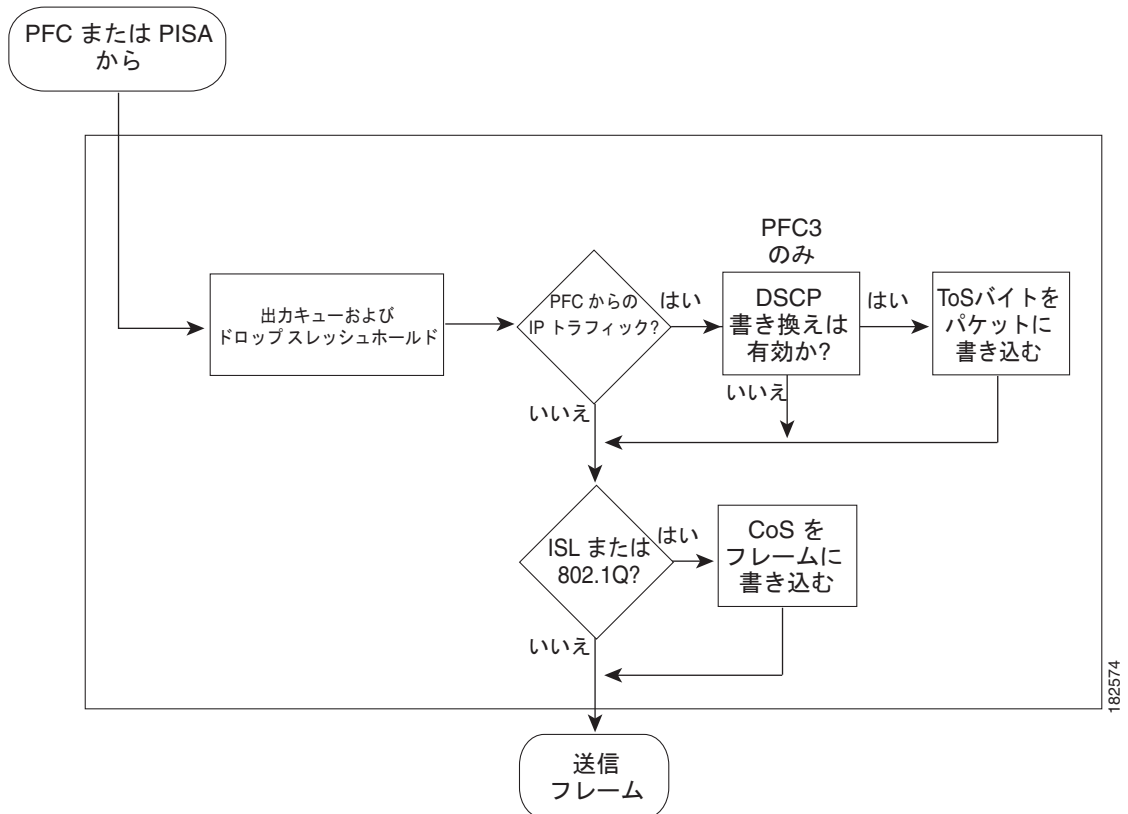 PFC または PISA
から
出力キューおよび
ドロップ スレッシュホールド
PFC からの
IP トラフィック?
はい
PFC3
のみ
DSCP
書き換えは
有効か?
はい
ToSバイトを
パケットに
書き込む
いいえ
いいえ
ISL または
802.1Q?
はい
CoS を
フレームに
書き込む
いいえ
送信
フレーム
182574